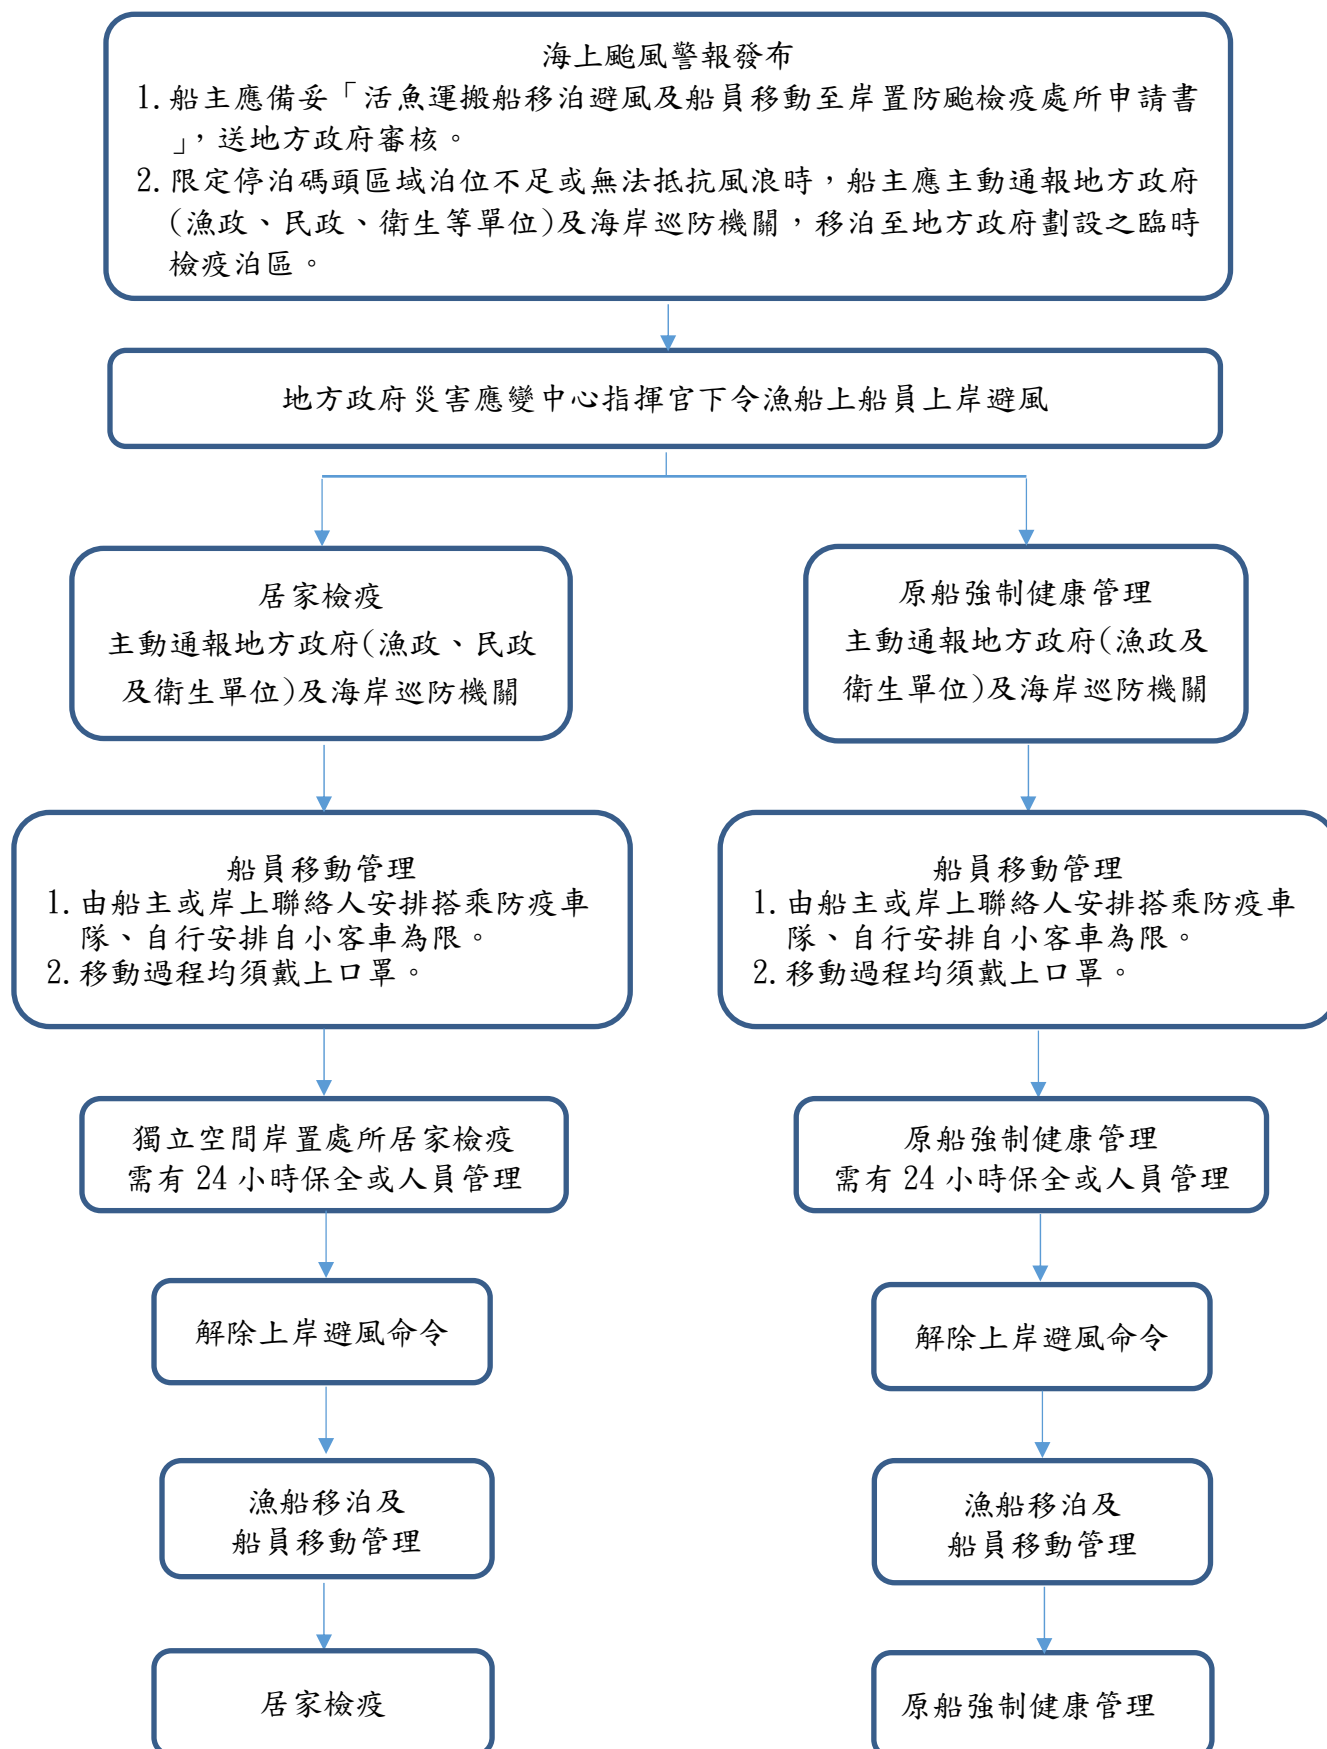 海上颱風警報發布
1.船主應備妥「活魚運搬船移泊避風及船員移動至岸置防颱檢疫處所申請書
」，送地方政府審核。
2.限定停泊碼頭區域泊位不足或無法抵抗風浪時，船主應主動通報地方政府
(漁政、民政、衛生等單位)及海岸巡防機關，移泊至地方政府劃設之臨時
檢疫泊區。
地方政府災害應變中心指揮官下令漁船上船員上岸避風
居家檢疫
主動通報地方政府(漁政、民政
及衛生單位)及海岸巡防機關
原船強制健康管理
主動通報地方政府(漁政及
衛生單位)及海岸巡防機關
船員移動管理
1.由船主或岸上聯絡人安排搭乘防疫車
隊、自行安排自小客車為限。
2.移動過程均須戴上口罩。
船員移動管理
1.由船主或岸上聯絡人安排搭乘防疫車
隊、自行安排自小客車為限。
2.移動過程均須戴上口罩。
獨立空間岸置處所居家檢疫
需有 24 小時保全或人員管理
原船強制健康管理
需有 24 小時保全或人員管理
解除上岸避風命令
解除上岸避風命令
漁船移泊及
船員移動管理
漁船移泊及
船員移動管理
居家檢疫
原船強制健康管理